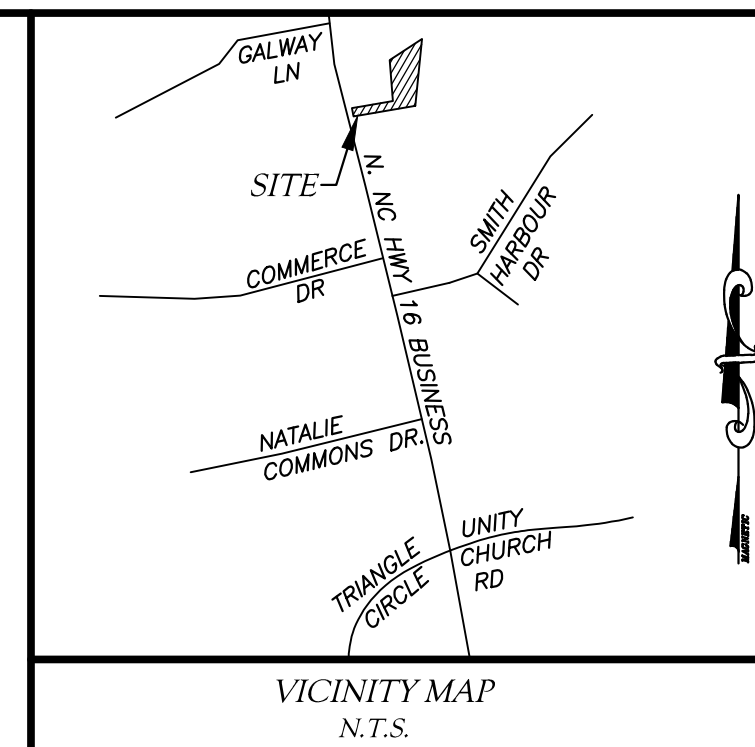 GALWAY
LN
SITE
N. NC HWY 16 BUSINESS
SMITH
HARBOUR
DR
COMMERCE
DR
NATALIE
COMMONS DR.
UNITY
CHURCH
RD
TRIANGLE
CIRCLE
MAGNETIC
VICINITY MAP
N.T.S.